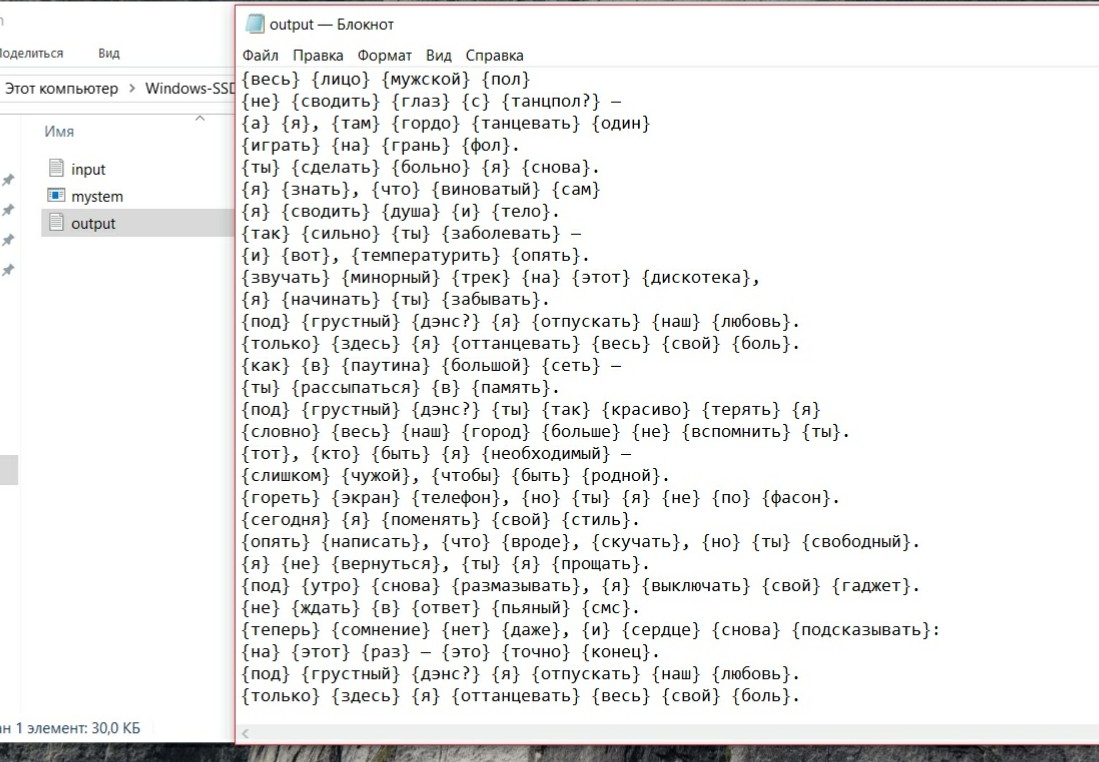 output — Блокнот
Файл Правка Формат Вид Справка
Поделиться Вид
Этот компьютер > Windows-SSD
Имя
input
mystem
output
{весь} {лицо} {мужской} {пол}
{не} {сводить} {глаз} {с} {танцпол?} —
{а} {я}, {там} {гордо} {танцевать} {один}
{играть} {на} {грань} {фол}.
{ты} {сделать} {больно} {я} {снова}.
{я} {знать}, {что} {виноватый} {сам}
{я} {сводить} {душа} {и} {тело}.
{так} {сильно} {ты} {заболевать} —
{и} {вот}, {температурить} {опять}.
{звучать} {минорный} {трек} {на} {этот} {дискотека},
{я} {начинать} {ты} {забывать}.
{под} {грустный} {дэнс?} {я} {отпускать} {наш} {любовь}.
{только} {здесь} {я} {оттанцевать} {весь} {свой} {боль}.
{как} {в} {паутина} {большой} {сеть} —
{ты} {рассыпаться} {в} {память}.
{под} {грустный} {дэнс?} {ты} {так} {красиво} {терять} {я}
{словно} {весь} {наш} {город} {больше} {не} {вспомнить} {ты}.
{тот}, {кто} {быть} {я} {необходимый} —
{слишком} {чужой}, {чтобы} {быть} {родной}.
{гореть} {экран} {телефон}, {но} {ты} {я} {не} {по} {фасон}.
{сегодня} {я} {поменять} {свой} {стиль}.
{опять} {написать}, {что} {вроде}, {скучать}, {но} {ты} {свободный}.
{я} {не} {вернуться}, {ты} {я} {прощать}.
{под} {утро} {снова} {размазывать}, {я} {выключать} {свой} {гаджет}.
{не} {ждать} {в} {ответ} {пьяный} {смс}.
{теперь} {сомнение} {нет} {даже}, {и} {сердце} {снова} {подсказывать}:
{на} {этот} {раз} — {это} {точно} {конец}.
{под} {грустный} {дэнс?} {я} {отпускать} {наш} {любовь}.
{только} {здесь} {я} {оттанцевать} {весь} {свой} {боль}.
1 элемент: 30,0 КБ